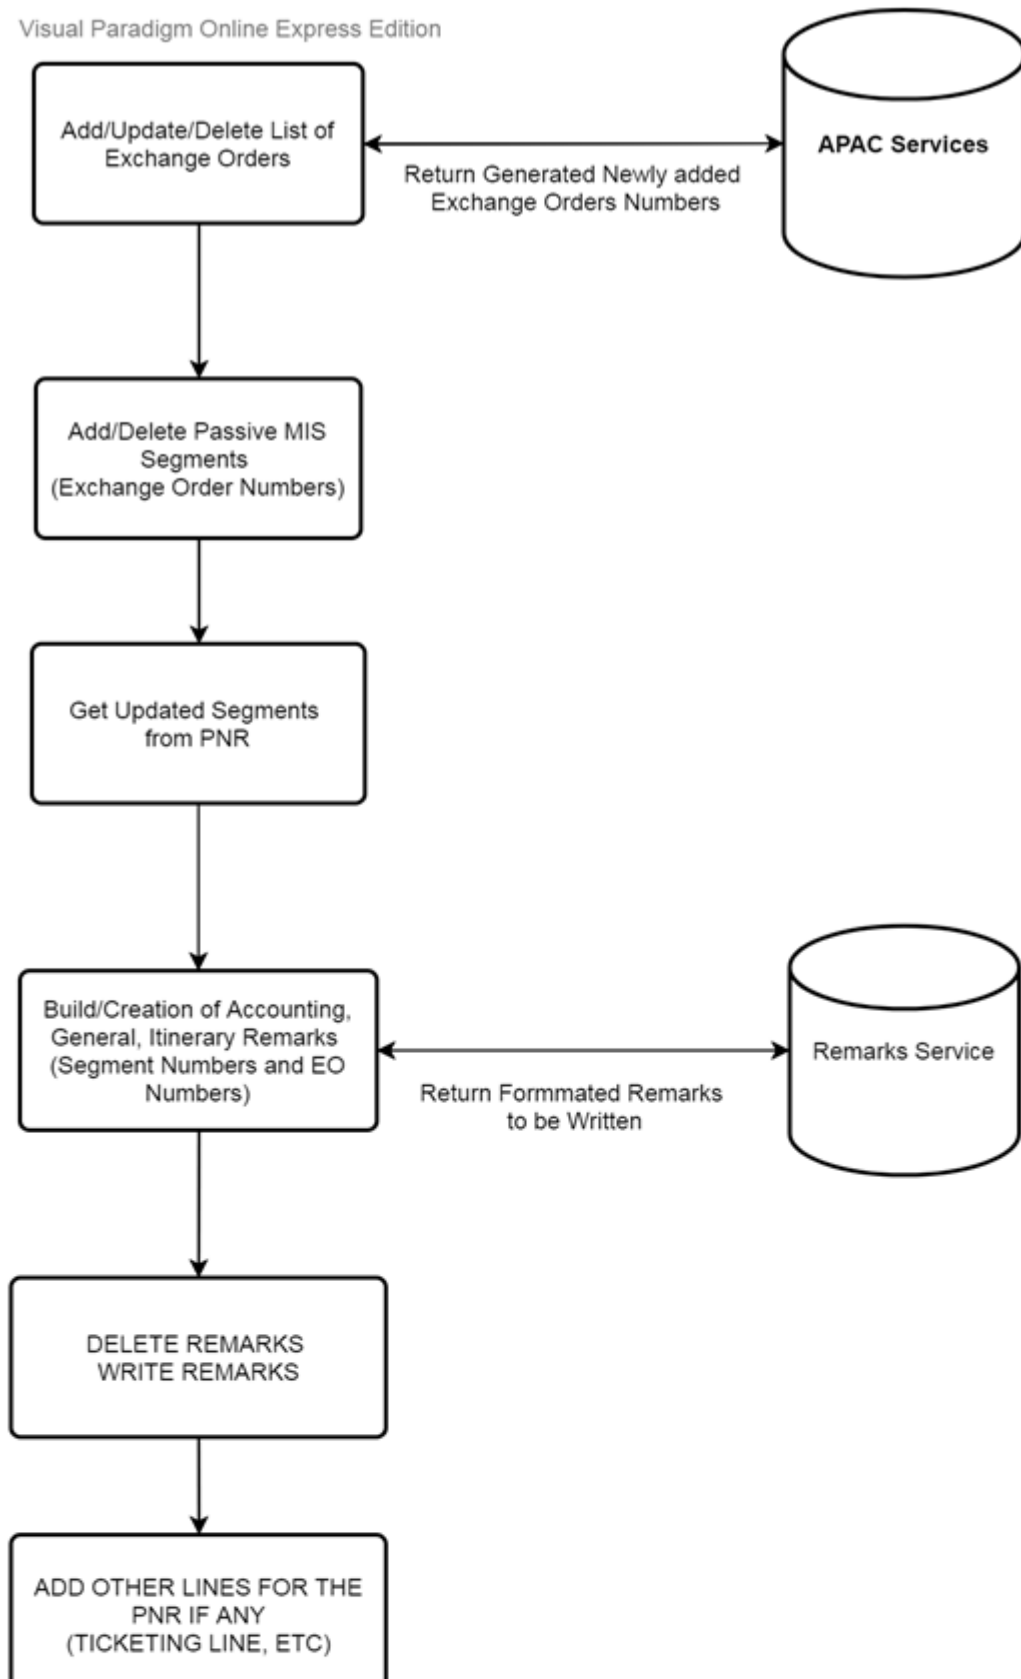 Visual Paradigm Online Express Edition
Add/Update/Delete List of
Exchange Orders
APAC Services
Return Generated Newly added
Exchange Orders Numbers
Add/Delete Passive MIS
Segments
(Exchange Order Numbers)
Get Updated Segments
from PNR
Build/Creation of Accounting,
General, Itinerary Remarks
(Segment Numbers and EO
Numbers)
Remarks Service
Return Formmated Remarks
to be Written
DELETE REMARKS
WRITE REMARKS
ADD OTHER LINES FOR THE
PNR IF ANY
(TICKETING LINE, ETC)